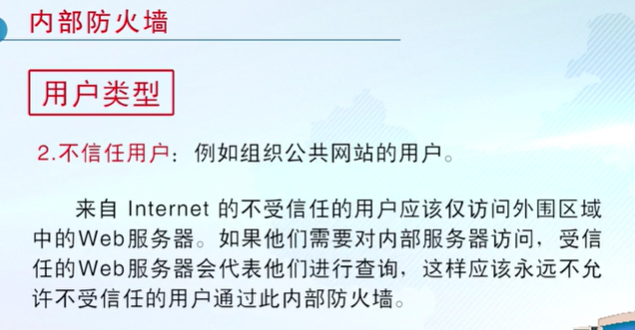 内部防火墙
用户类型
2.不信任用户：例如组织公共网站的用户。
来自 Internet 的不受信任的用户应该仅访问外围区域
中的Web服务器。如果他们需要对内部服务器访问，受信
任的Web服务器会代表他们进行查询，这样应该永远不允
许不受信任的用户通过此内部防火墙。